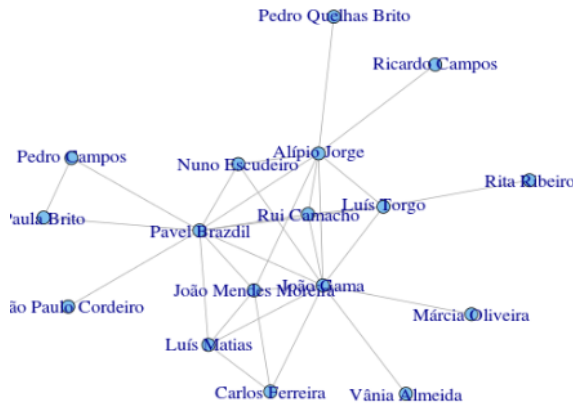 Pedro Quelhas Brito
Ricardo Campos
Alípio Jorge
Pedro Campos
Nuno Escudeiro
Rita Ribeiro
Luís Torgo
Rui Camacho
Paula Brito
Pavel Brazdil
João Gama
João Mendes Moreira
ão Paulo Cordeiro
Márcia Oliveira
Luís Matias
Carlos Ferreira
Vânia Almeida